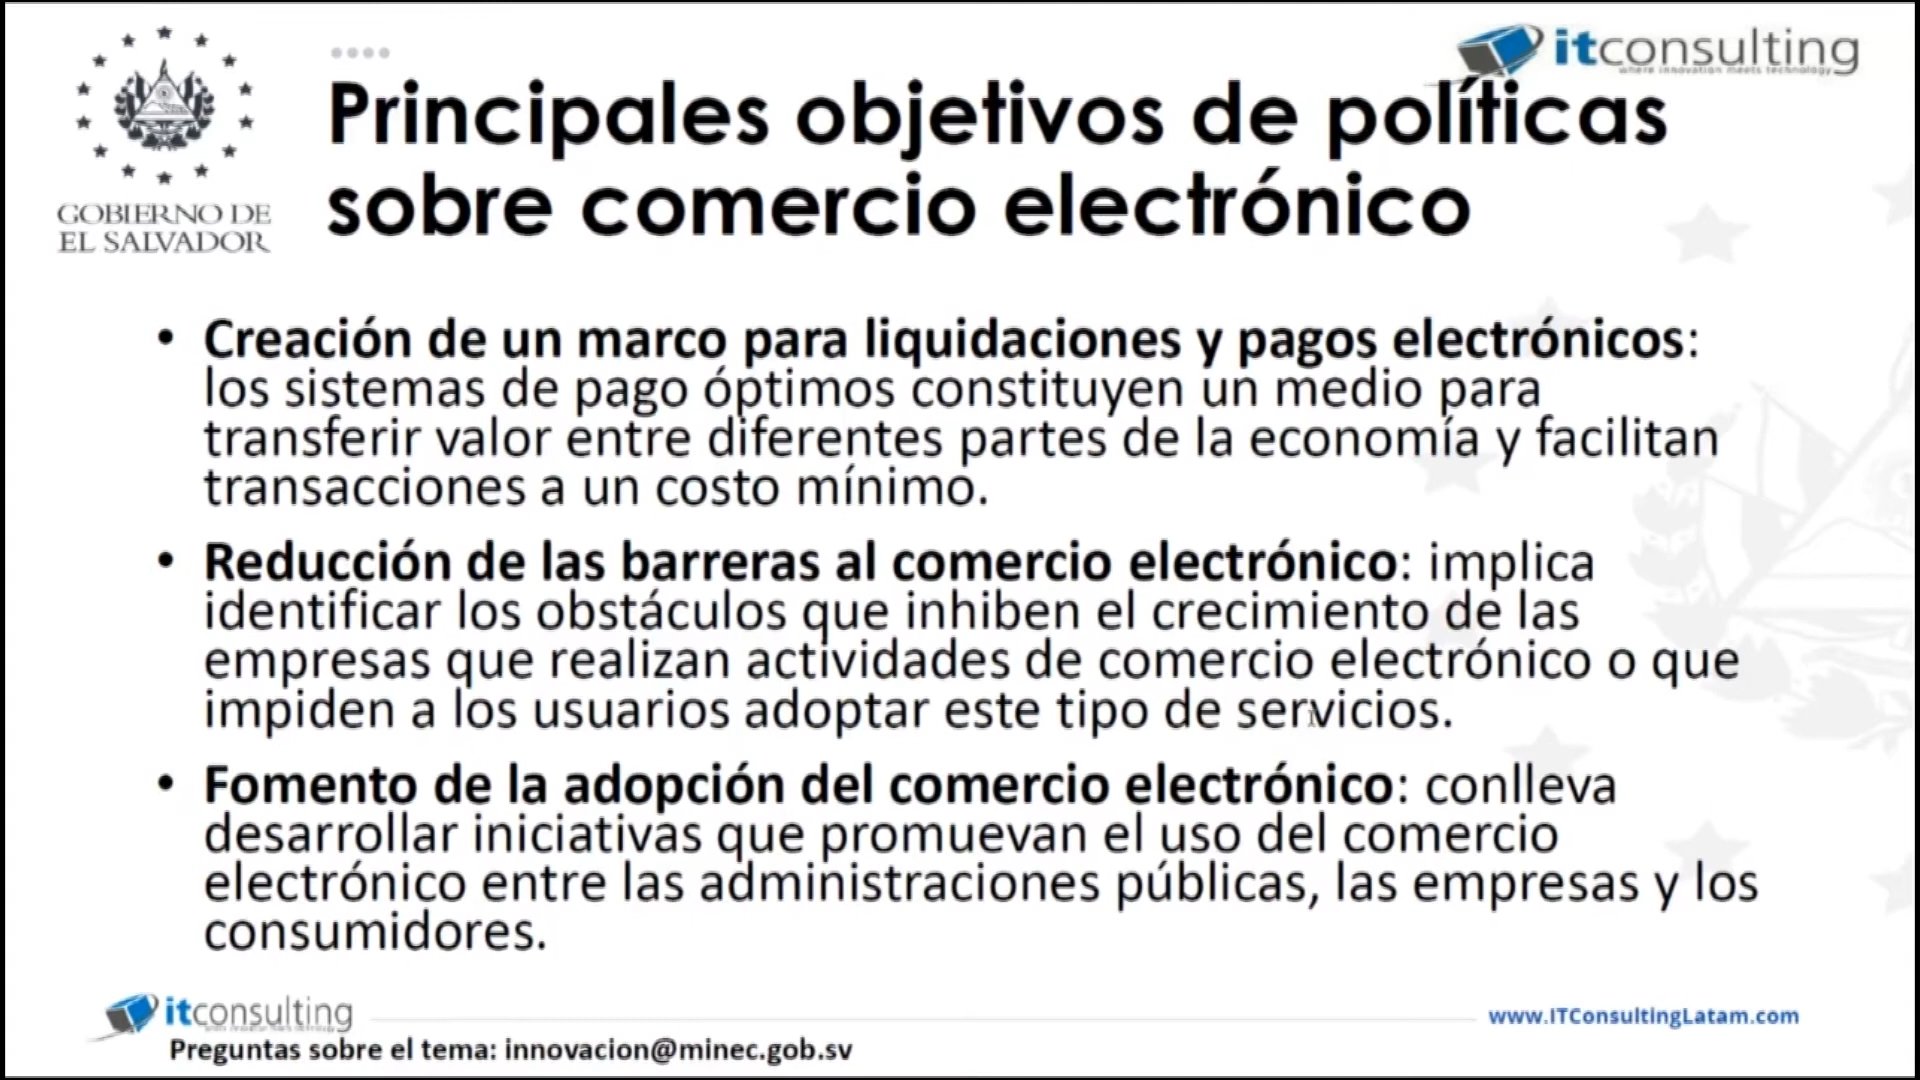 itconsulting
where innovation meets technology
GOBIERNO DE
EL SALVADOR
Principales objetivos de políticas
sobre comercio electrónico
• Creación de un marco para liquidaciones y pagos electrónicos:
los sistemas de pago óptimos constituyen un medio para
transferir valor entre diferentes partes de la economía y facilitan
transacciones a un costo mínimo.
• Reducción de las barreras al comercio electrónico: implica
identificar los obstáculos que inhiben el crecimiento de las
empresas que realizan actividades de comercio electrónico o que
impiden a los usuarios adoptar este tipo de servicios.
• Fomento de la adopción del comercio electrónico: conlleva
desarrollar iniciativas que promuevan el uso del comercio
electrónico entre las administraciones públicas, las empresas y los
consumidores.
itconsulting
www.ITConsultingLatam.com
Preguntas sobre el tema: innovacion@minec.gob.sv